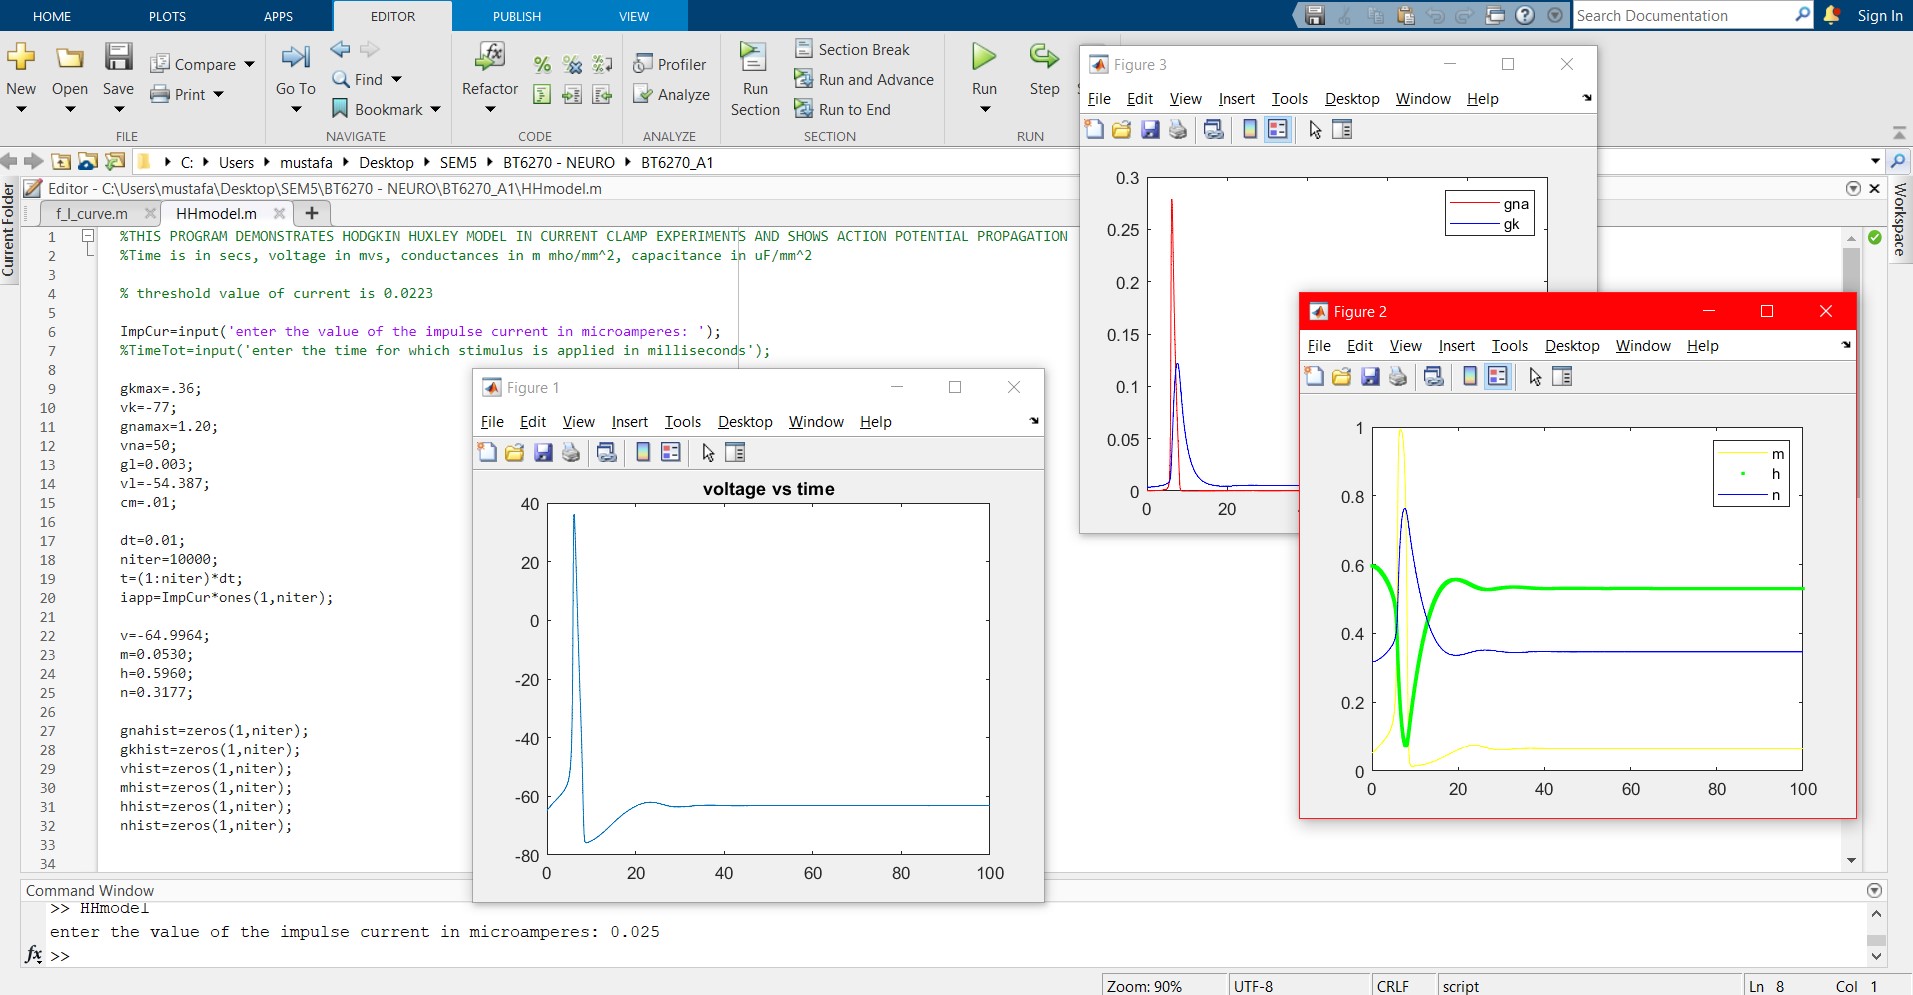 HOME PLOTS APPS EDITOR PUBLISH VIEW Search Documentation Sign In
New Open Save Compare Print Go To Find Bookmark Refactor Profiler Analyze Run Section Section Break Run and Advance Run to End Run Step
FILE NAVIGATE CODE ANALYZE SECTION RUN
C: Users mustafa Desktop SEM5 BT6270 - NEURO BT6270_A1
Current Folder
Workspace
Editor - C:\Users\mustafa\Desktop\SEM5\BT6270 - NEURO\BT6270_A1\HHmodel.m
f_I_curve.m HHmodel.m
1 %THIS PROGRAM DEMONSTRATES HODGKIN HUXLEY MODEL IN CURRENT CLAMP EXPERIMENTS AND SHOWS ACTION POTENTIAL PROPAGATION
2 %Time is in secs, voltage in mvs, conductances in m mho/mm^2, capacitance in uF/mm^2
3
4 % threshold value of current is 0.0223
5
6 ImpCur=input('enter the value of the impulse current in microamperes: ');
7 %TimeTot=input('enter the time for which stimulus is applied in milliseconds');
8
9 gkmax=.36;
10 vk=-77;
11 gnamax=1.20;
12 vna=50;
13 gl=0.003;
14 vl=-54.387;
15 cm=.01;
16
17 dt=0.01;
18 niter=10000;
19 t=(1:niter)*dt;
20 iapp=ImpCur*ones(1,niter);
21
22 v=-64.9964;
23 m=0.0530;
24 h=0.5960;
25 n=0.3177;
26
27 gnahist=zeros(1,niter);
28 gkhist=zeros(1,niter);
29 vhist=zeros(1,niter);
30 mhist=zeros(1,niter);
31 hhist=zeros(1,niter);
32 nhist=zeros(1,niter);
33
34
Figure 1
File Edit View Insert Tools Desktop Window Help
voltage vs time
40
20
0
-20
-40
-60
-80
0 20 40 60 80 100
Figure 3
File Edit View Insert Tools Desktop Window Help
gna
gk
0.3
0.25
0.2
0.15
0.1
0.05
0
0 20
Figure 2
File Edit View Insert Tools Desktop Window Help
m
h
n
1
0.8
0.6
0.4
0.2
0
0 20 40 60 80 100
Command Window
>> HHmodel
enter the value of the impulse current in microamperes: 0.025
fx >>
Zoom: 90% UTF-8 CRLF script Ln 8 Col 1